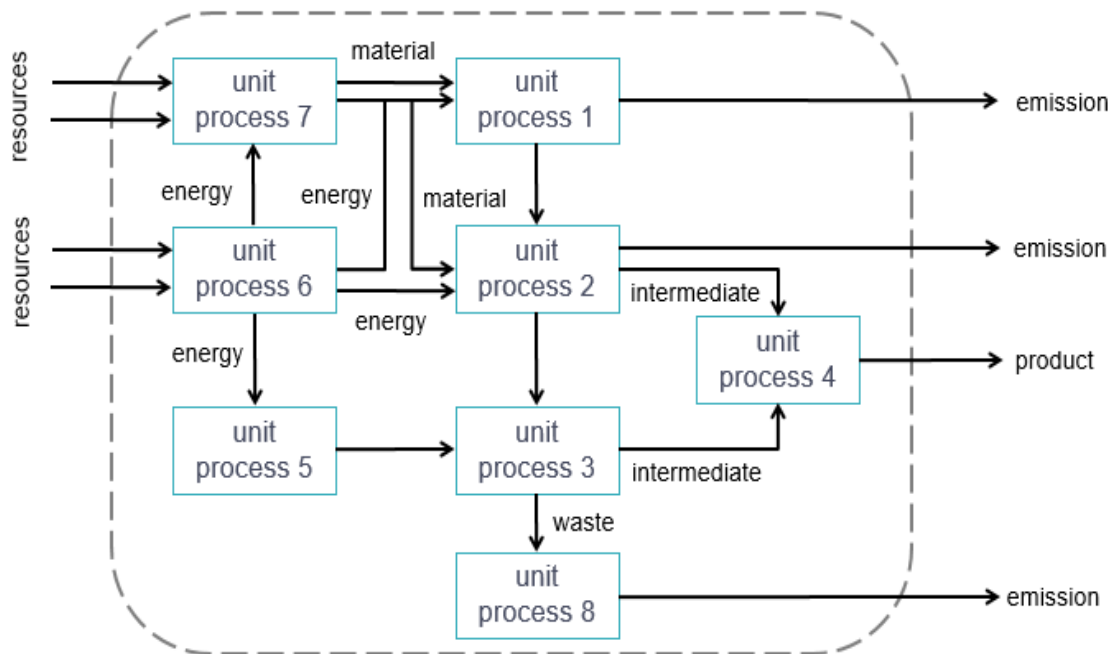 resources
unit
process 7
material
unit
process 1
emission
energy
energy
material
resources
unit
process 6
energy
unit
process 2
emission
intermediate
energy
unit
process 4
product
unit
process 5
unit
process 3
intermediate
waste
unit
process 8
emission